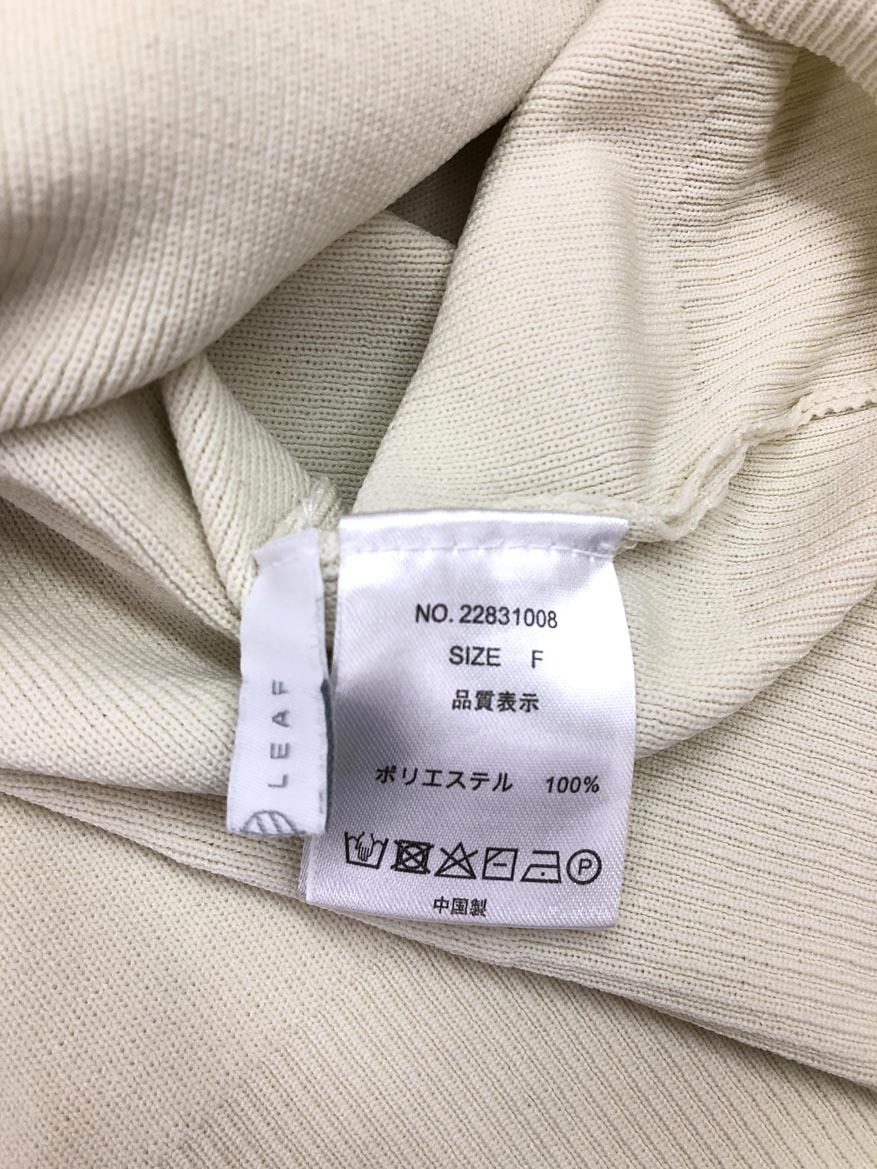 NO. 22831008
SIZE F
品質表示
ポリエステル 100%
P
中国製
LEAF